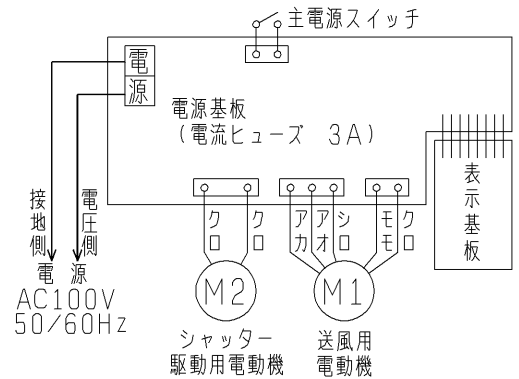 主電源スイッチ
電源
電源基板
(電流ヒューズ 3A)
接地側
電圧側
クロ
クロ
アカ
アオ
シロ
モモ
クロ
表示基板
電 源
AC100V
50/60Hz
M2
M1
シャッター
駆動用電動機
送風用
電動機